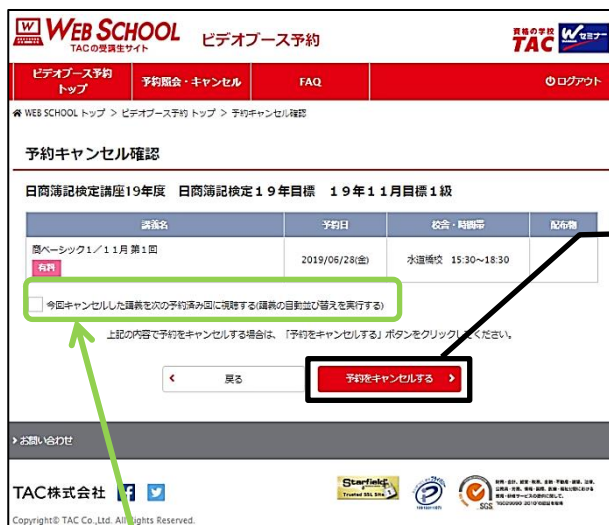 WEB SCHOOL
TACの受講生サイト
ビデオブース予約
資格の学校
TAC Wセミナー
ビデオブース予約
トップ
予約照会・キャンセル
FAQ
ログアウト
WEB SCHOOL トップ > ビデオブース予約 トップ > 予約キャンセル確認
予約キャンセル確認
日商簿記検定講座19年度 日商簿記検定19年目標 19年11月目標1級
講義名 予約日 校舎・時間帯 配布物
商ベーシック1/11月 第1回
有料
2019/06/28(金) 水道橋校 15:30~18:30
今回キャンセルした講義を次の予約済み回に視聴する(講義の自動並び替えを実行する)
上記の内容で予約をキャンセルする場合は、「予約をキャンセルする」ボタンをクリックしてください。
戻る
予約をキャンセルする
お問い合わせ
TAC株式会社
Starfield
Trusted SSL Site
SGS
Copyright© TAC Co.,Ltd. All Rights Reserved.